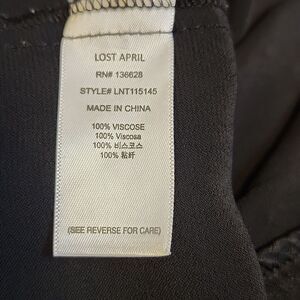 LOST APRIL
RN# 136628
STYLE# LNT115145
MADE IN CHINA
100% VISCOSE
100% Viscosa
100% 비스코스
100% 粘纤
(SEE REVERSE FOR CARE)